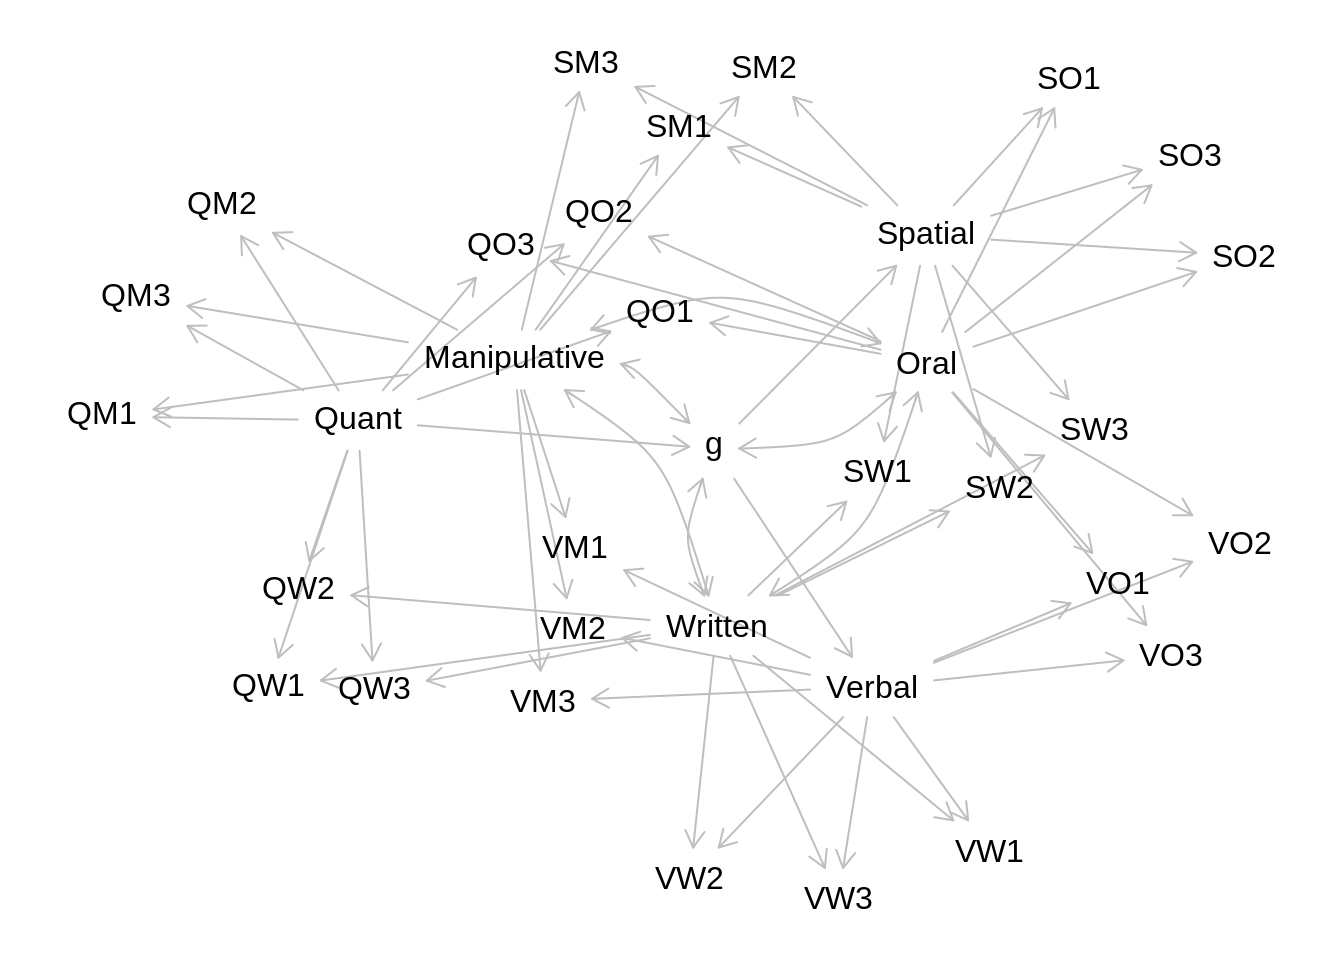 SM3
SM2
SO1
SM1
SO3
QM2
QO2
Spatial
QO3
SO2
QM3
QO1
Manipulative
Oral
QM1
Quant
SW3
g
SW1
SW2
VM1
VO2
QW2
VO1
VM2
Written
VO3
QW1
QW3
Verbal
VM3
VW1
VW2
VW3